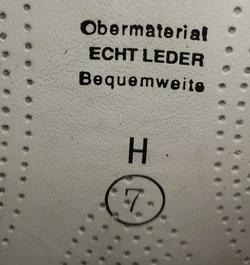 Obermaterial
ECHT LEDER
Bequemweite
H
7